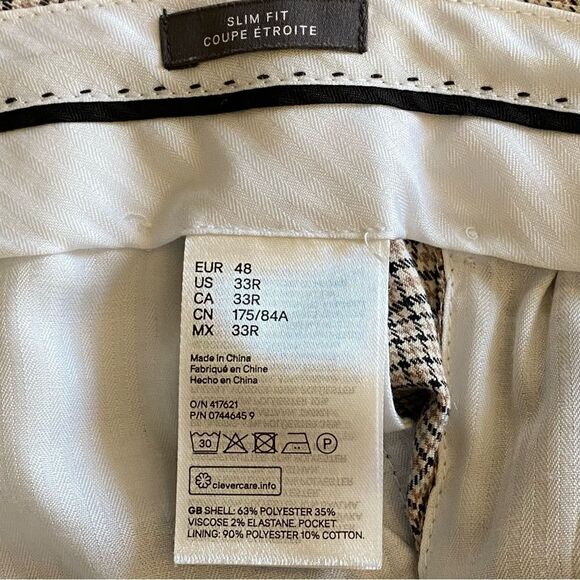 SLIM FIT
COUPE ÉTROITE
EUR 48
US 33R
CA 33R
CN 175/84A
MX 33R
Made in China
Fabriqué en Chine
Hecho en China
O/N 417621
P/N 0744645 9
30
P
clevercare.info
GB SHELL: 63% POLYESTER 35%
VISCOSE 2% ELASTANE. POCKET
LINING: 90% POLYESTER 10% COTTON.